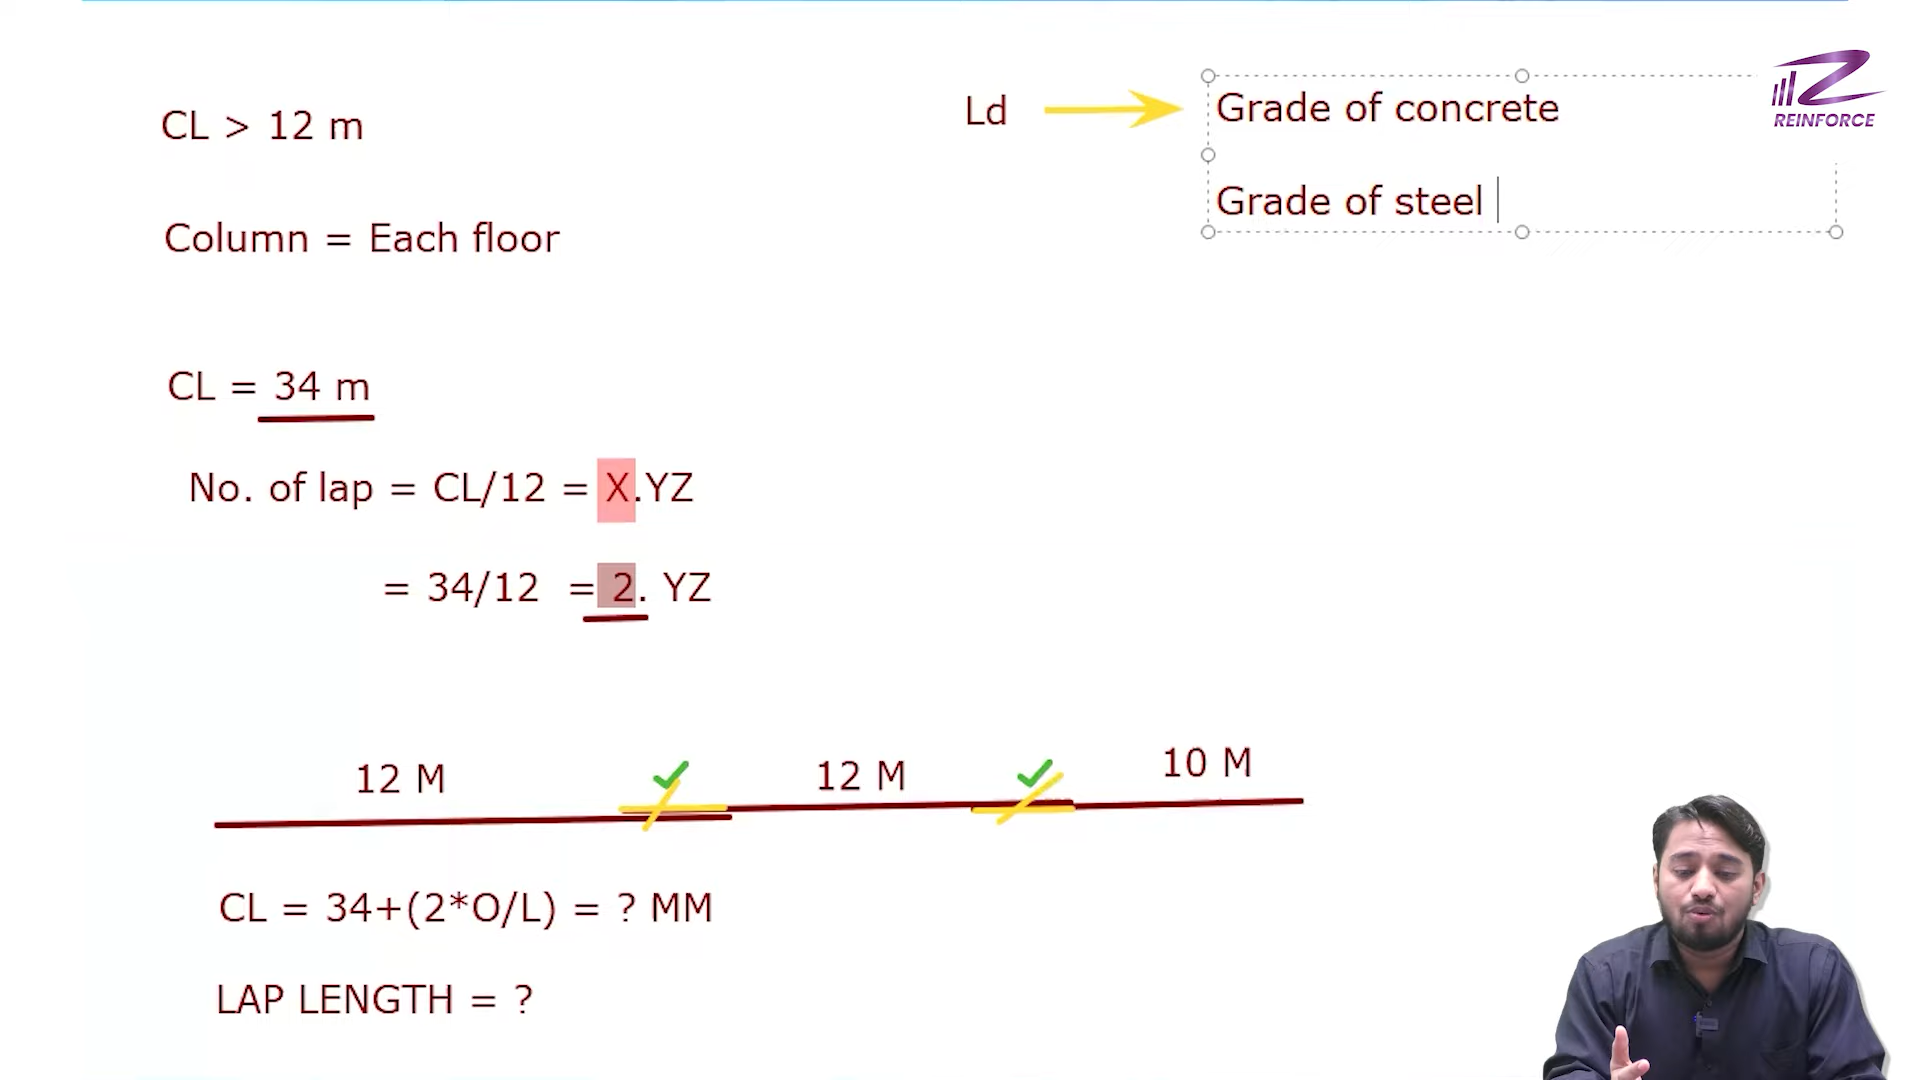 CL > 12 m
Column = Each floor
CL = 34 m
No. of lap = CL/12 = X.YZ
= 34/12 = 2. YZ
12 M
12 M
10 M
CL = 34+(2*O/L) = ? MM
LAP LENGTH = ?
Ld
Grade of concrete
Grade of steel
REINFORCE